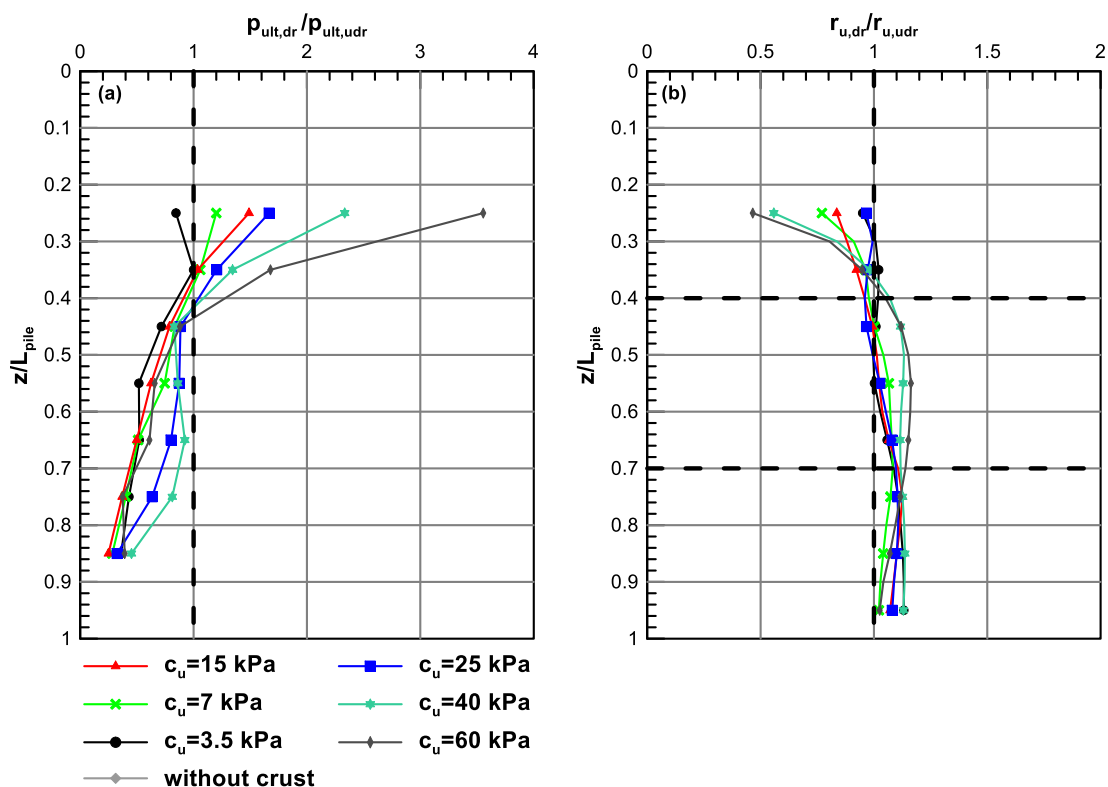 p_ult,dr/p_ult,udr
0 1 2 3 4
(a)
0
0.1
0.2
0.3
0.4
0.5
0.6
0.7
0.8
0.9
1
z/L_pile
r_u,dr/r_u,udr
0 0.5 1 1.5 2
(b)
0
0.1
0.2
0.3
0.4
0.5
0.6
0.7
0.8
0.9
1
z/L_pile
c_u=15 kPa c_u=25 kPa
c_u=7 kPa c_u=40 kPa
c_u=3.5 kPa c_u=60 kPa
without crust